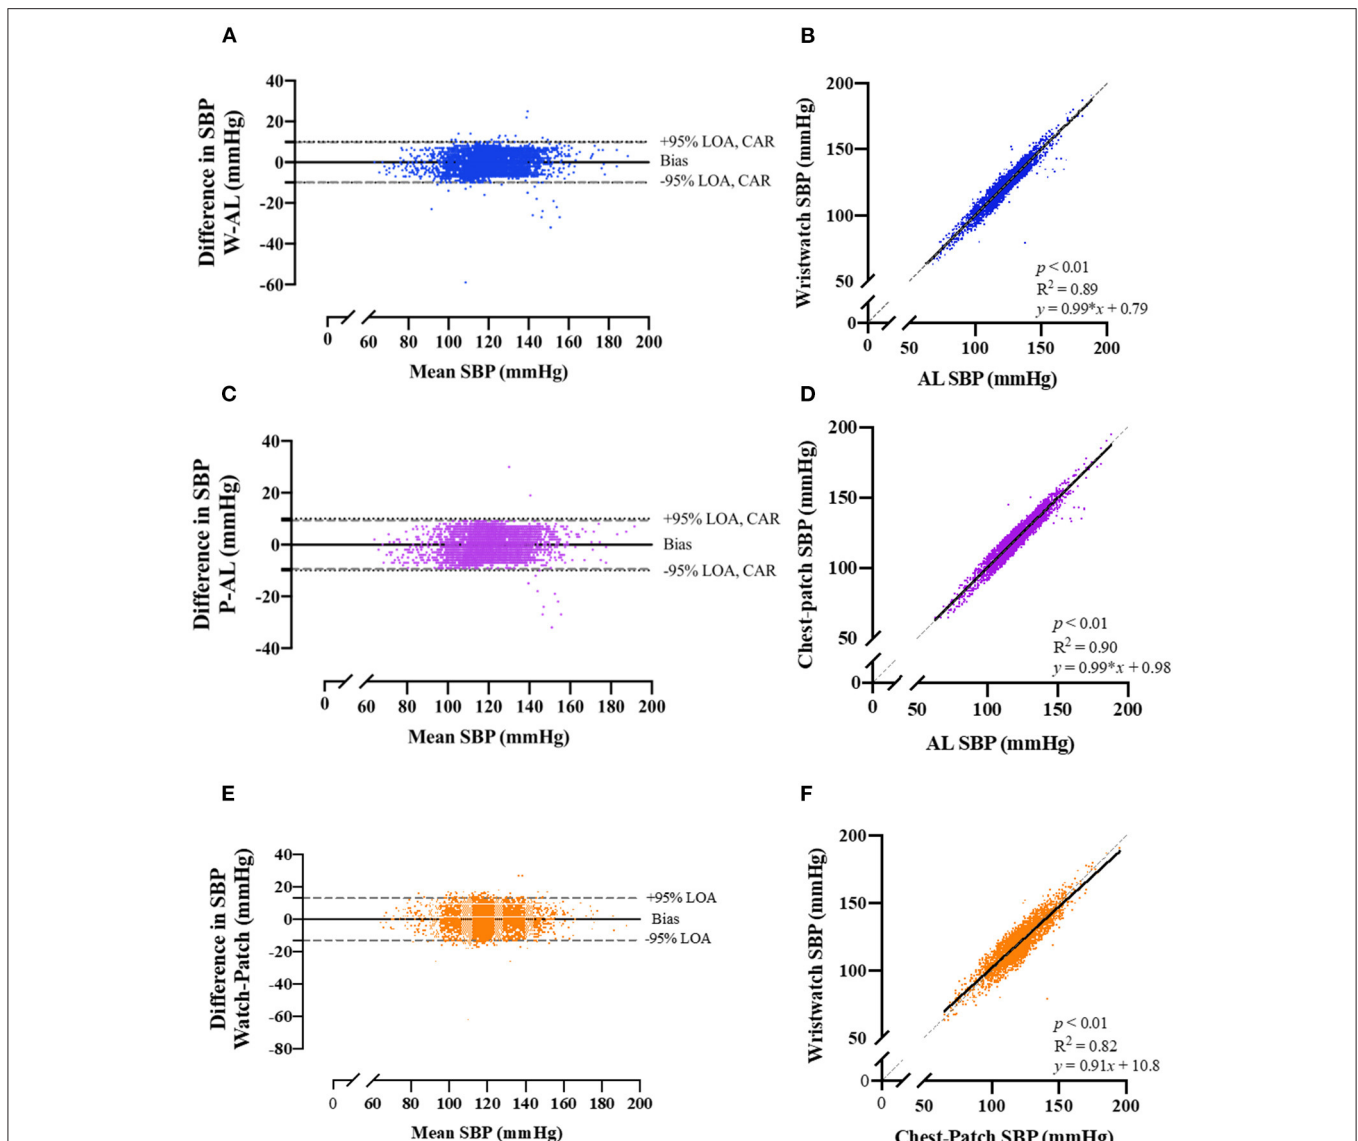 A
Difference in SBP
W-AL (mmHg)
40
20
0
-20
-40
-60
+95% LOA, CAR
Bias
-95% LOA, CAR
0 60 80 100 120 140 160 180 200
Mean SBP (mmHg)
B
Wristwatch SBP (mmHg)
200
150
100
50
0
p < 0.01
R² = 0.89
y = 0.99*x + 0.79
0 50 100 150 200
AL SBP (mmHg)
C
Difference in SBP
P-AL (mmHg)
40
20
0
-20
-40
+95% LOA, CAR
Bias
-95% LOA, CAR
0 60 80 100 120 140 160 180 200
Mean SBP (mmHg)
D
Chest-patch SBP (mmHg)
200
150
100
50
0
p < 0.01
R² = 0.90
y = 0.99*x + 0.98
0 50 100 150 200
AL SBP (mmHg)
E
Difference in SBP
Watch-Patch (mmHg)
40
20
0
-20
-40
-60
-80
+95% LOA
Bias
-95% LOA
0 60 80 100 120 140 160 180 200
Mean SBP (mmHg)
F
Wristwatch SBP (mmHg)
200
150
100
50
0
p < 0.01
R² = 0.82
y = 0.91x + 10.8
0 50 100 150 200
Chest-Patch SBP (mmHg)